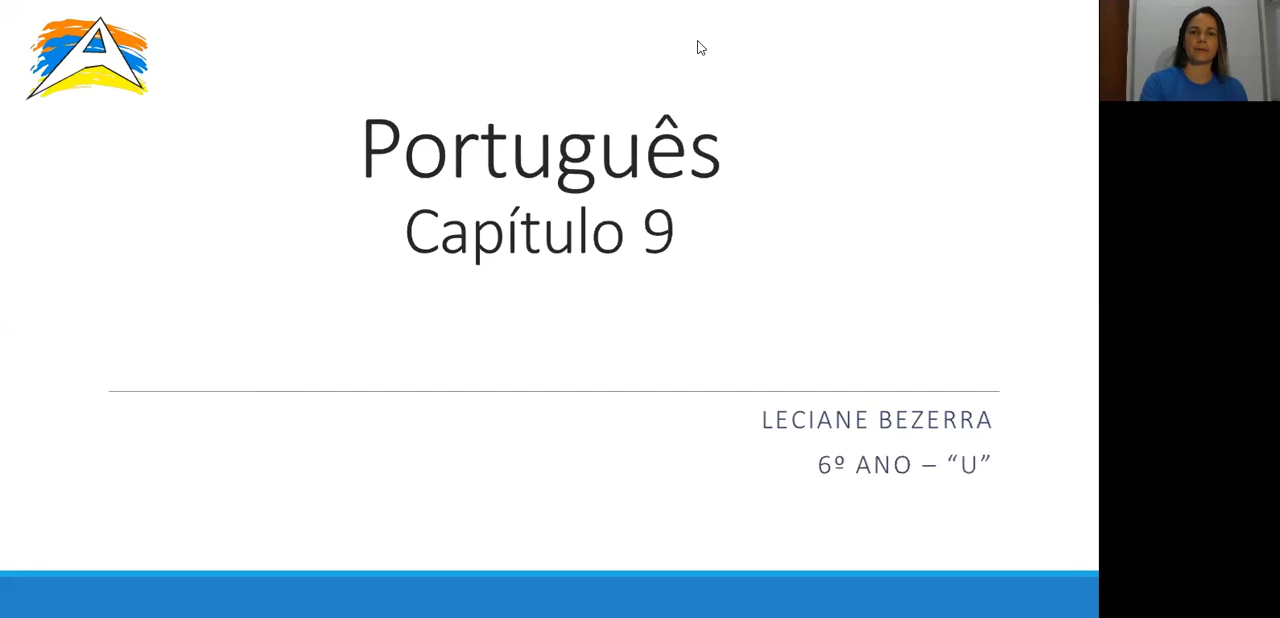 Português
Capítulo 9
LECIANE BEZERRA
6º ANO – “U”